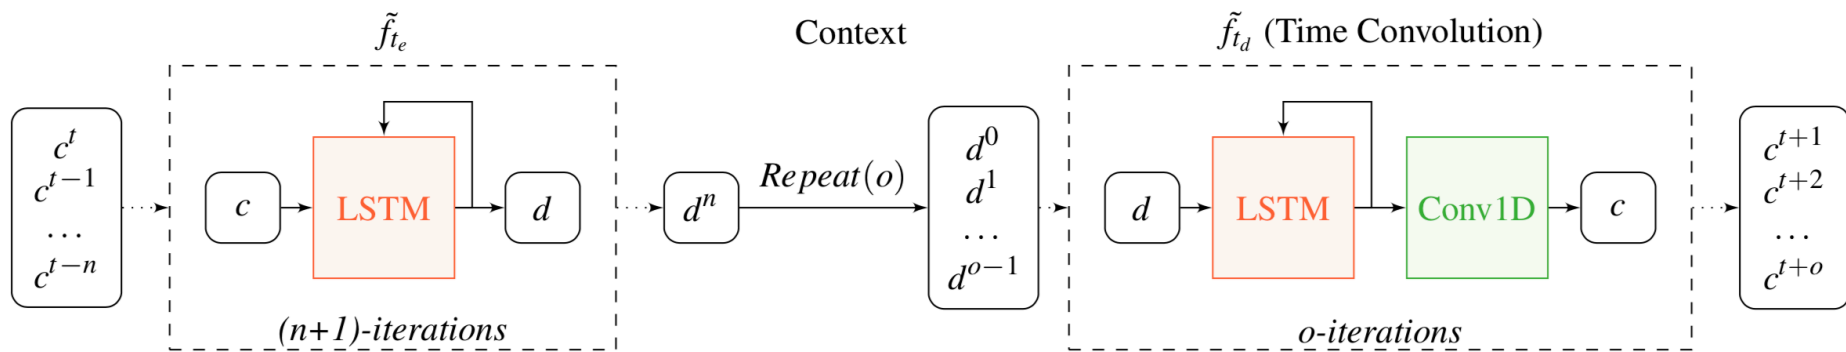 f̃_{t_e}
Context
f̃_{t_d} (Time Convolution)
c^t
c^{t−1}
...
c^{t−n}
c
LSTM
d
(n+1)-iterations
d^n
Repeat(o)
d^0
d^1
...
d^{o−1}
d
LSTM
Conv1D
c
o-iterations
c^{t+1}
c^{t+2}
...
c^{t+o}